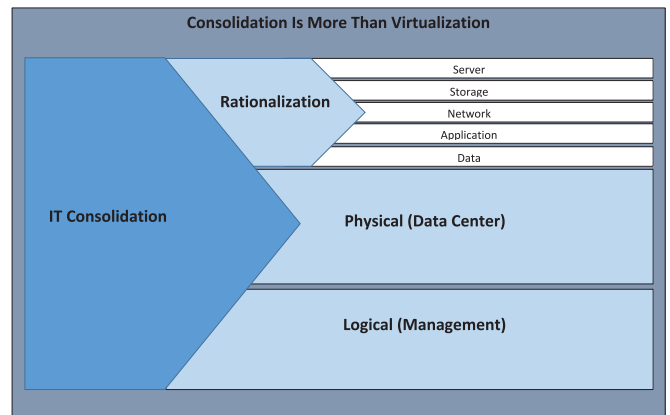 Consolidation Is More Than Virtualization
Server
Storage
Rationalization
Network
Application
Data
IT Consolidation
Physical (Data Center)
Logical (Management)